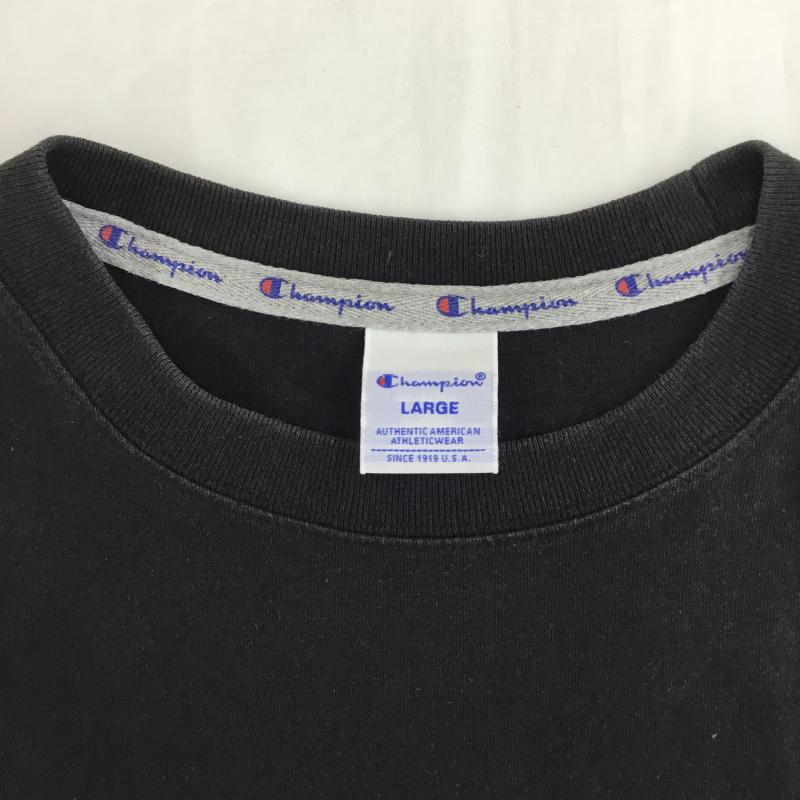 Champion Champion Champion Champion
Champion®
LARGE
AUTHENTIC AMERICAN
ATHLETICWEAR
SINCE 1919 U.S.A.